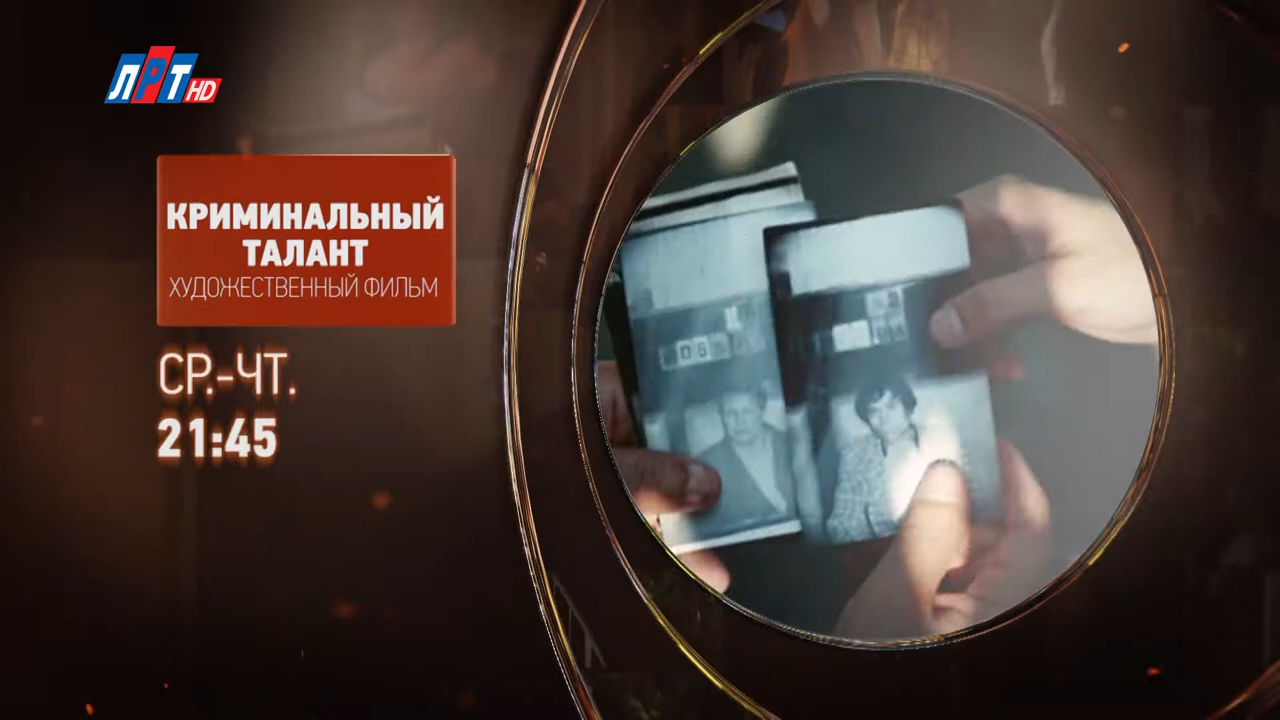 ЛРТ HD
КРИМИНАЛЬНЫЙ
ТАЛАНТ
ХУДОЖЕСТВЕННЫЙ ФИЛЬМ
СР.-ЧТ.
21:45